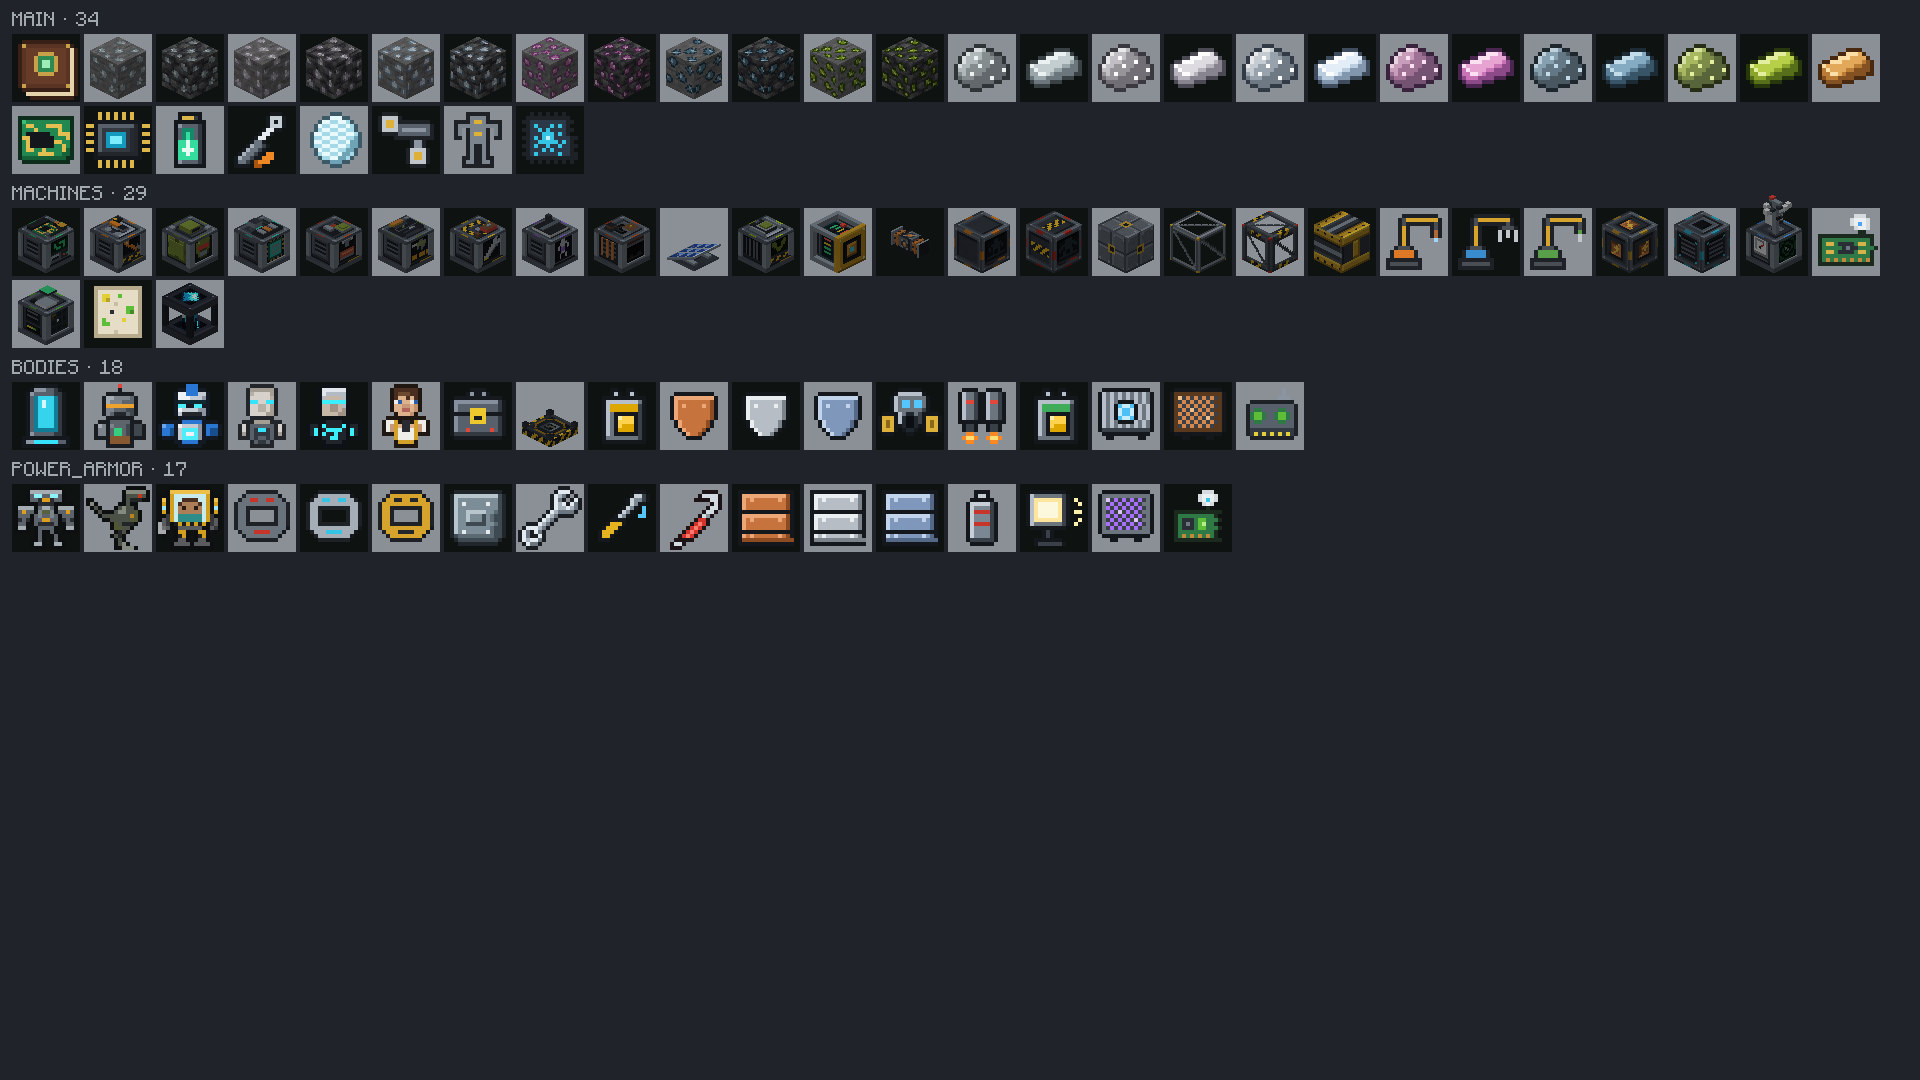 MAIN · 34
MACHINES · 29
BODIES · 18
POWER_ARMOR · 17